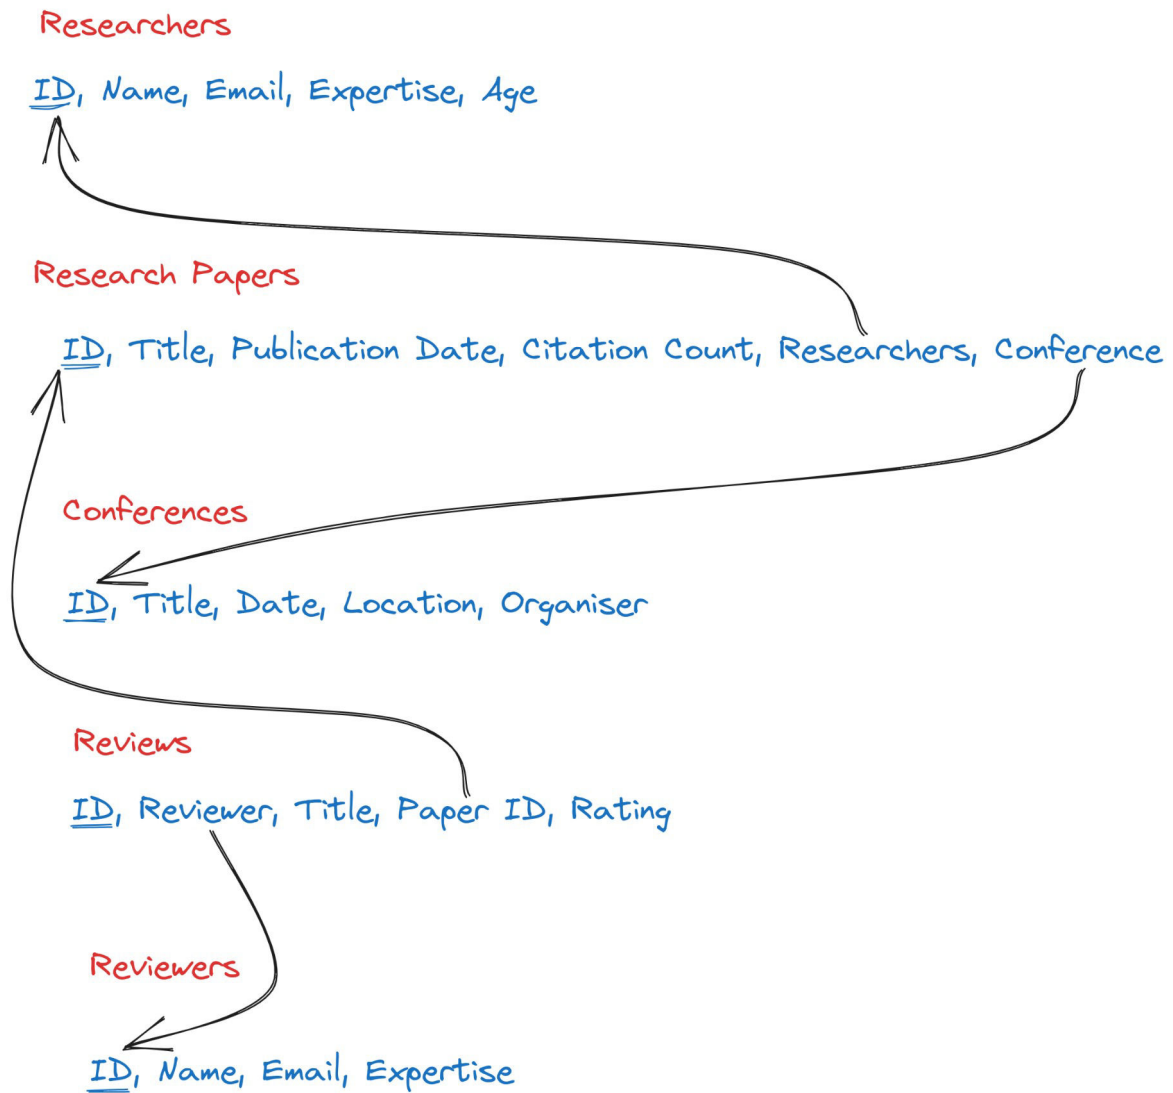 Researchers
ID, Name, Email, Expertise, Age
Research Papers
ID, Title, Publication Date, Citation Count, Researchers, Conference
Conferences
ID, Title, Date, Location, Organiser
Reviews
ID, Reviewer, Title, Paper ID, Rating
Reviewers
ID, Name, Email, Expertise